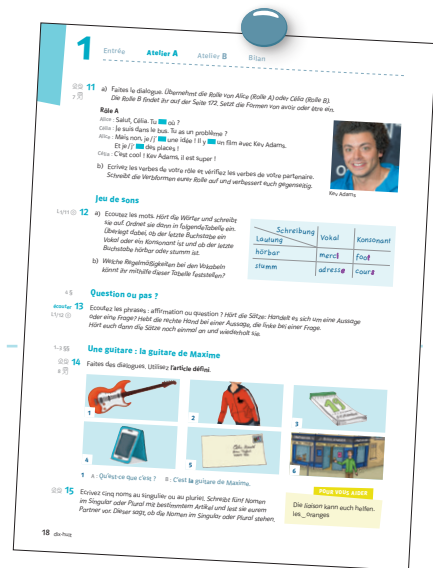 1
Entrée Atelier A Atelier B Bilan
11 a) Faites le dialogue. Übernehmt die Rolle von Alice (Rolle A) oder Célia (Rolle B).
Die Rolle B findet ihr auf der Seite 172. Setzt die Formen von avoir oder être ein.
Rôle A
Alice : Salut, Célia. Tu où ?
Célia : Je suis dans le bus. Tu as un problème ?
Alice : Mais non, je / j' une idée ! Il y un film avec Kev Adams.
Et je / j' des places !
Célia : C'est cool ! Kev Adams, il est super !
Kev Adams
b) Ecrivez les verbes de votre rôle et vérifiez les verbes de votre partenaire.
Schreibt die Verbformen eurer Rolle auf und verbessert euch gegenseitig.
Jeu de sons
12 a) Ecoutez les mots. Hört die Wörter und schreibt
sie auf. Ordnet sie dann in folgende Tabelle ein.
Überlegt dabei, ob der letzte Buchstabe ein
Vokal oder ein Konsonant ist und ob der letzte
Buchstabe hörbar oder stumm ist.
b) Welche Regelmäßigkeiten bei den Vokabeln
könnt ihr mithilfe dieser Tabelle feststellen?
Schreibung Vokal Konsonant
Lautung
hörbar merci foot
stumm adresse cours
Question ou pas ?
écouter 13 Ecoutez les phrases : affirmation ou question ? Hört die Sätze: Handelt es sich um eine Aussage
oder eine Frage? Hebt die rechte Hand bei einer Aussage, die linke bei einer Frage.
Hört euch dann die Sätze noch einmal an und wiederholt sie.
Une guitare : la guitare de Maxime
14 Faites des dialogues. Utilisez l'article défini.
1
2
3
4
5
6
1 A : Qu'est-ce que c'est ? B : C'est la guitare de Maxime.
15 Ecrivez cinq noms au singulier ou au pluriel. Schreibt fünf Nomen
im Singular oder Plural mit bestimmtem Artikel und lest sie eurem
Partner vor. Dieser sagt, ob die Nomen im Singular oder Plural stehen.
POUR VOUS AIDER
Die liaison kann euch helfen.
les‿oranges
18 dix-huit